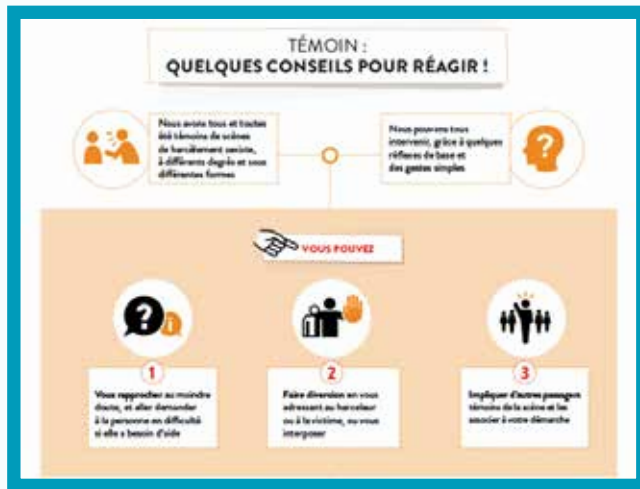 TÉMOIN :
QUELQUES CONSEILS POUR RÉAGIR !
Nous avons tous et toutes
été témoins de scènes
de harcèlement sexiste,
à différents degrés et sous
différentes formes
Nous pouvons tous
intervenir, grâce à quelques
réflexes de base et
des gestes simples
VOUS POUVEZ
1
Vous rapprocher au moindre
doute, et aller demander
à la personne en difficulté
si elle a besoin d'aide
2
Faire diversion en vous
adressant au harceleur
ou à la victime, ou vous
interposer
3
Impliquer d'autres passagers
témoins de la scène et les
associer à votre démarche